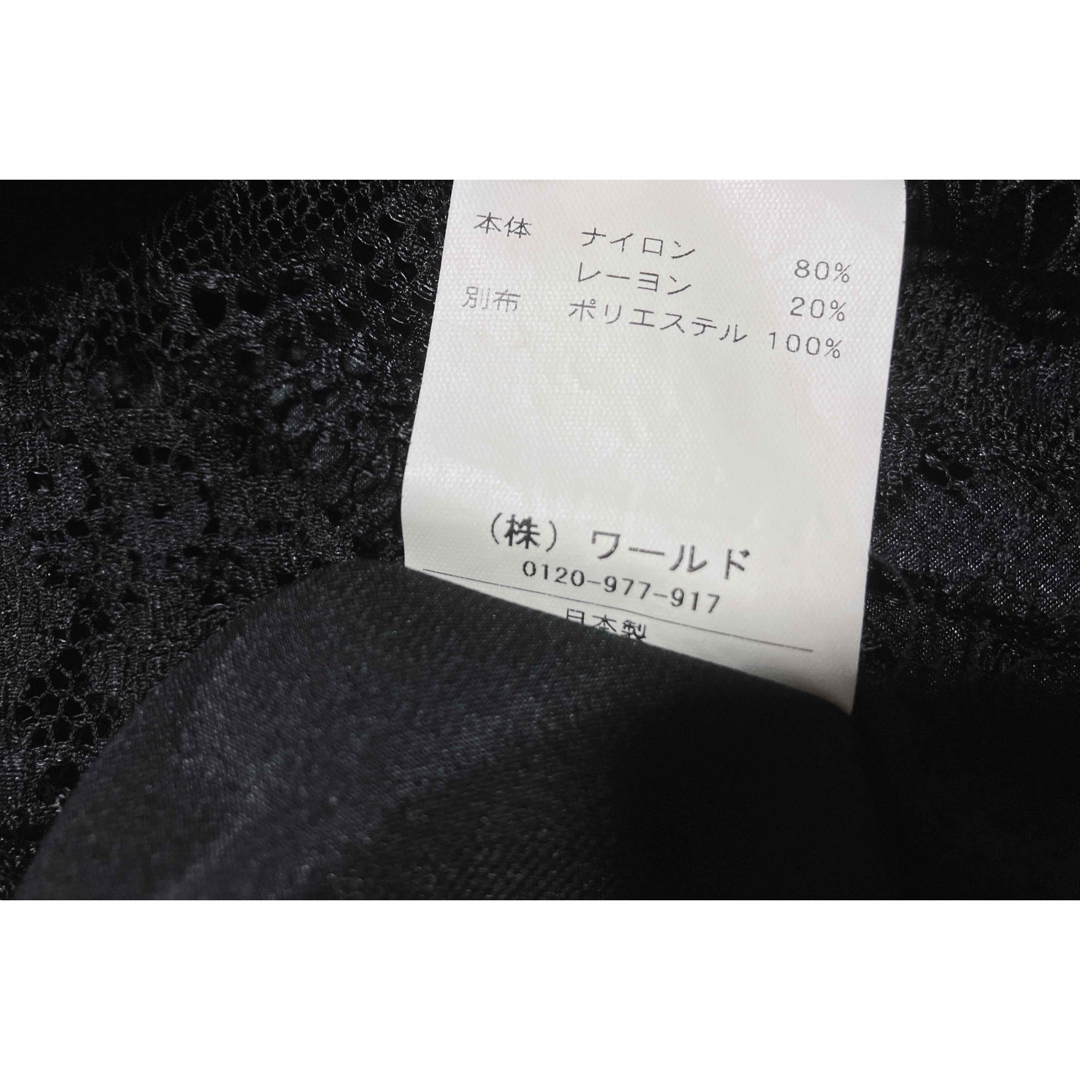 本体 ナイロン 80%
レーヨン 20%
別布 ポリエステル 100%
(株) ワールド
0120-977-917
日本製